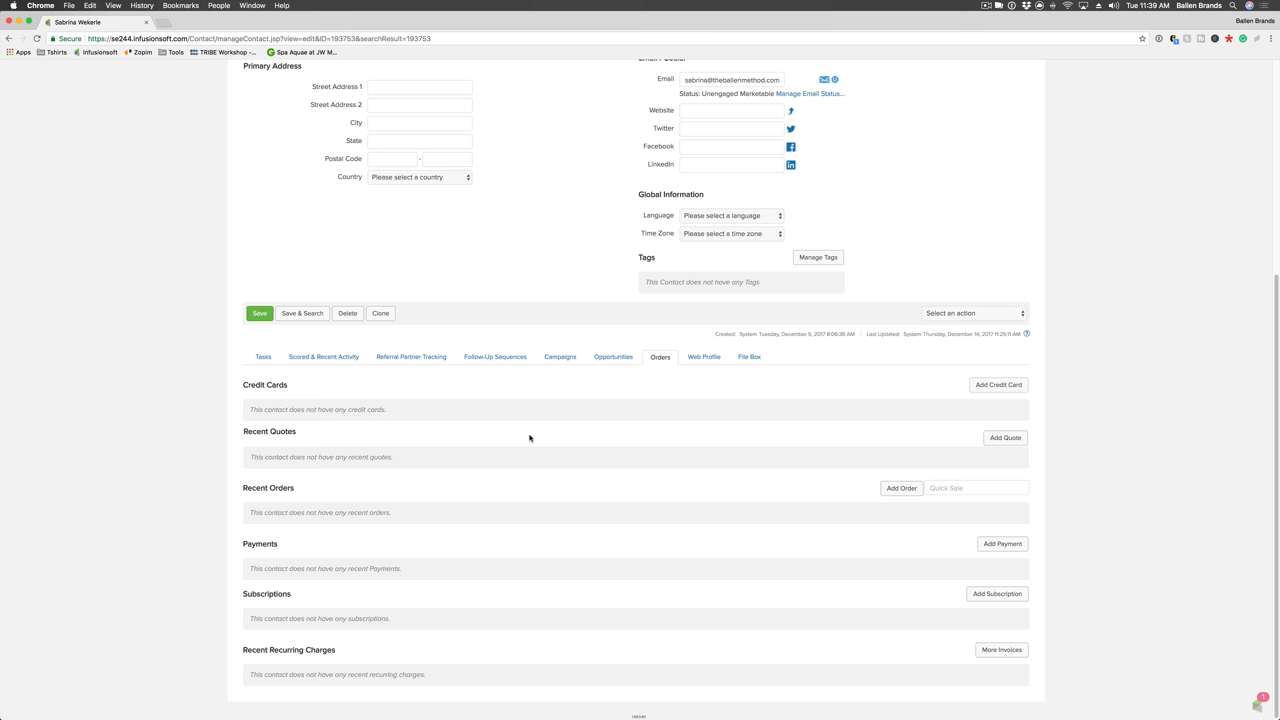 Chrome File Edit View History Bookmarks People Window Help
Tue 11:39 AM Ballen Brands
Sabrina Wekerle
Ballen Brands
Secure https://se244.infusionsoft.com/Contact/manageContact.jsp?view=edit&ID=193753&searchResult=193753
Apps Tshirts Infusionsoft Zopim Tools TRIBE Workshop -... Spa Aquae at JW M...
Primary Address
Street Address 1
Street Address 2
City
State
Postal Code -
Country Please select a country
Email sabrina@theballenmethod.com
Status: Unengaged Marketable Manage Email Status...
Website
Twitter
Facebook
LinkedIn
Global Information
Language Please select a language
Time Zone Please select a time zone
Tags Manage Tags
This Contact does not have any Tags
Save Save & Search Delete Clone Select an action
Created: System Tuesday, December 5, 2017 8:06:36 AM Last Updated: System Thursday, December 14, 2017 11:25:11 AM
Tasks Scored & Recent Activity Referral Partner Tracking Follow-Up Sequences Campaigns Opportunities Orders Web Profile File Box
Credit Cards Add Credit Card
This contact does not have any credit cards.
Recent Quotes Add Quote
This contact does not have any recent quotes.
Recent Orders Add Order Quick Sale
This contact does not have any recent orders.
Payments Add Payment
This contact does not have any recent Payments.
Subscriptions Add Subscription
This contact does not have any subscriptions.
Recent Recurring Charges More Invoices
This contact does not have any recent recurring charges.
1